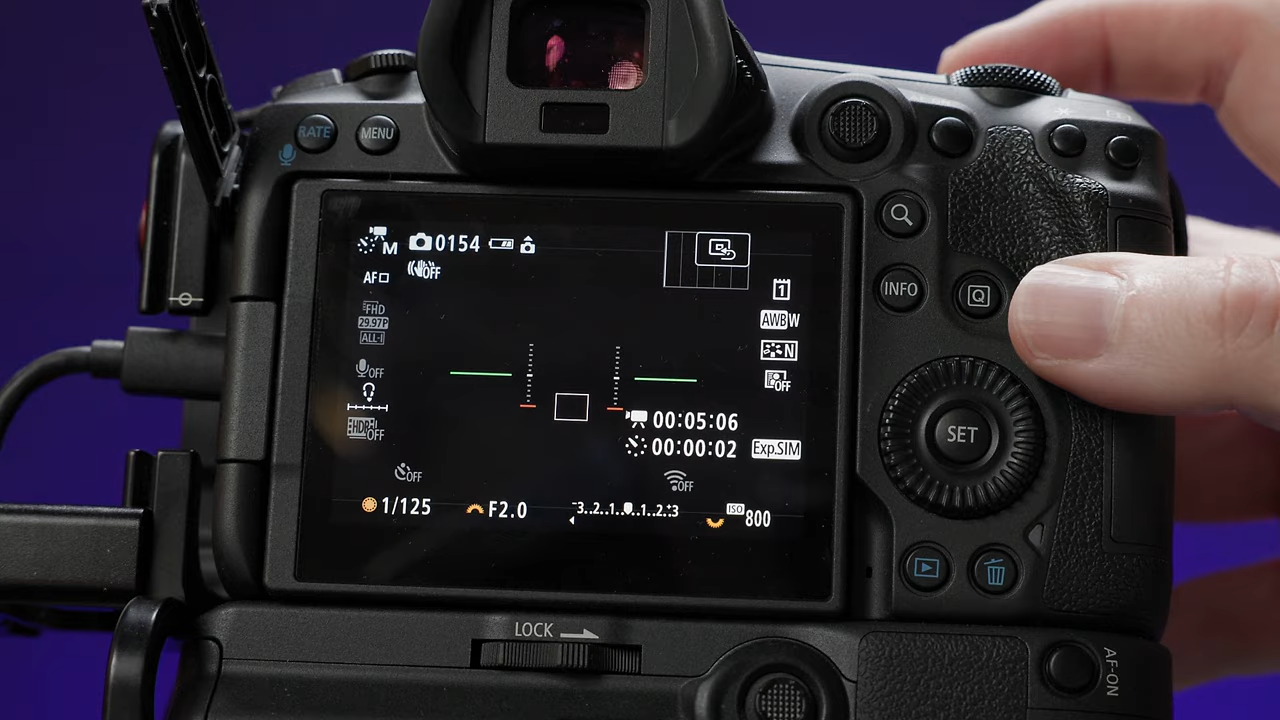 RATE
MENU
M
0154
OFF
AF
1
FHD
29.97P
ALL-I
AWBW
N
OFF
OFF
HDR
OFF
00:05:06
00:00:02
Exp.SIM
OFF
OFF
1/125
F2.0
-3..2..1..0..1..2.+3
ISO
800
INFO
Q
SET
LOCK
AF-ON